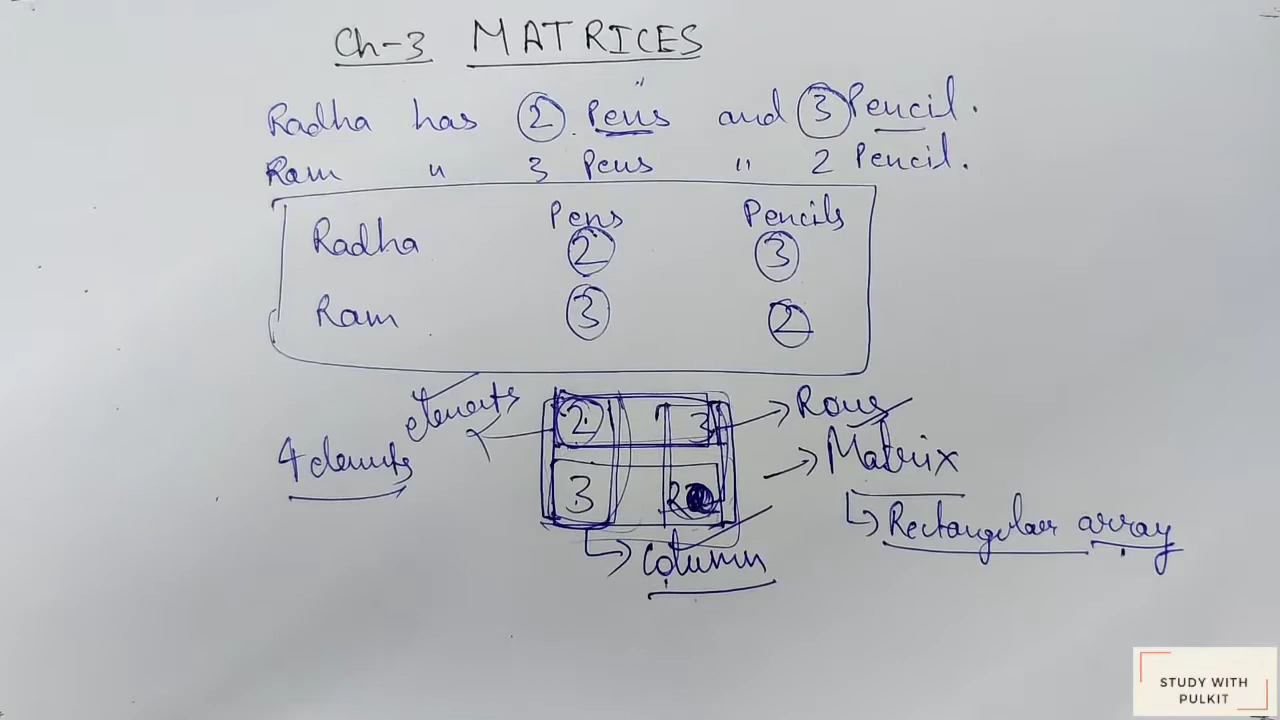 Ch-3 MATRICES
Radha has 2 Pens and 3 Pencil.
Ram " 3 Pens " 2 Pencil.
Pens Pencils
Radha 2 3
Ram 3 2
elements
4 elements
2 3
3
Rows
Matrix
Rectangular array
Column
STUDY WITH
PULKIT